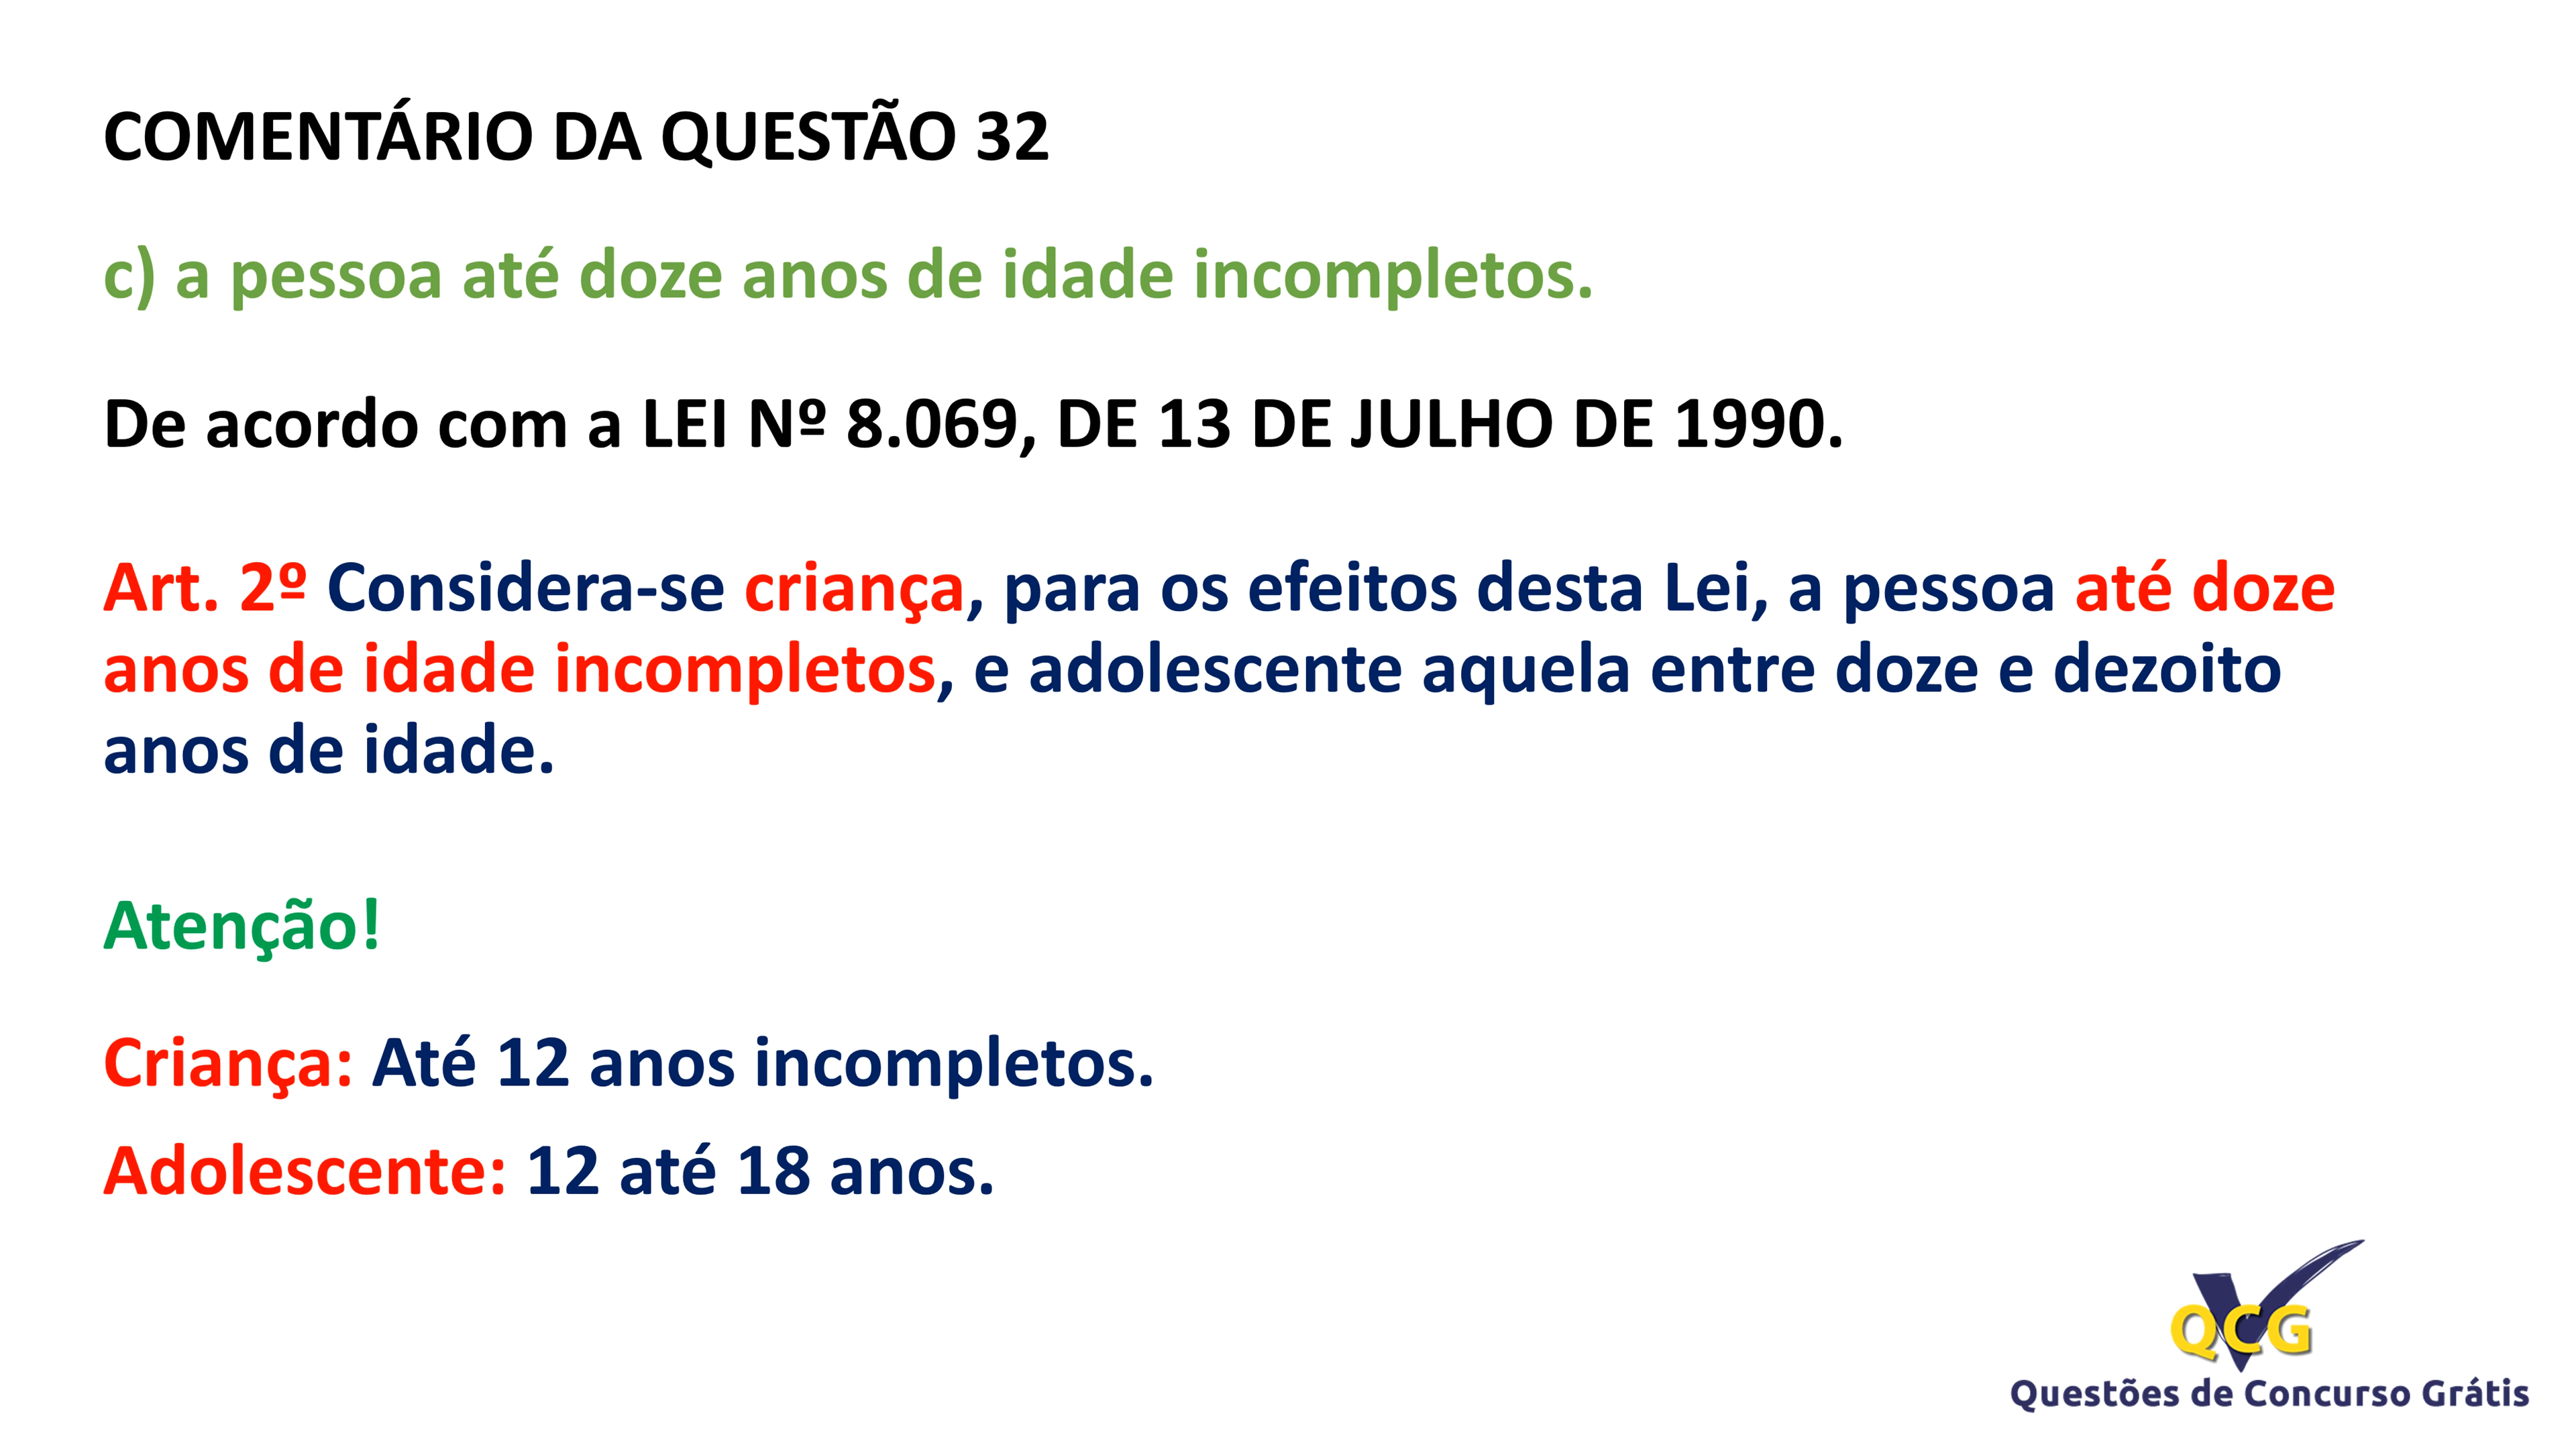 COMENTÁRIO DA QUESTÃO 32
c) a pessoa até doze anos de idade incompletos.
De acordo com a LEI Nº 8.069, DE 13 DE JULHO DE 1990.
Art. 2º Considera-se criança, para os efeitos desta Lei, a pessoa até doze
anos de idade incompletos, e adolescente aquela entre doze e dezoito
anos de idade.
Atenção!
Criança: Até 12 anos incompletos.
Adolescente: 12 até 18 anos.
QCG
Questões de Concurso Grátis